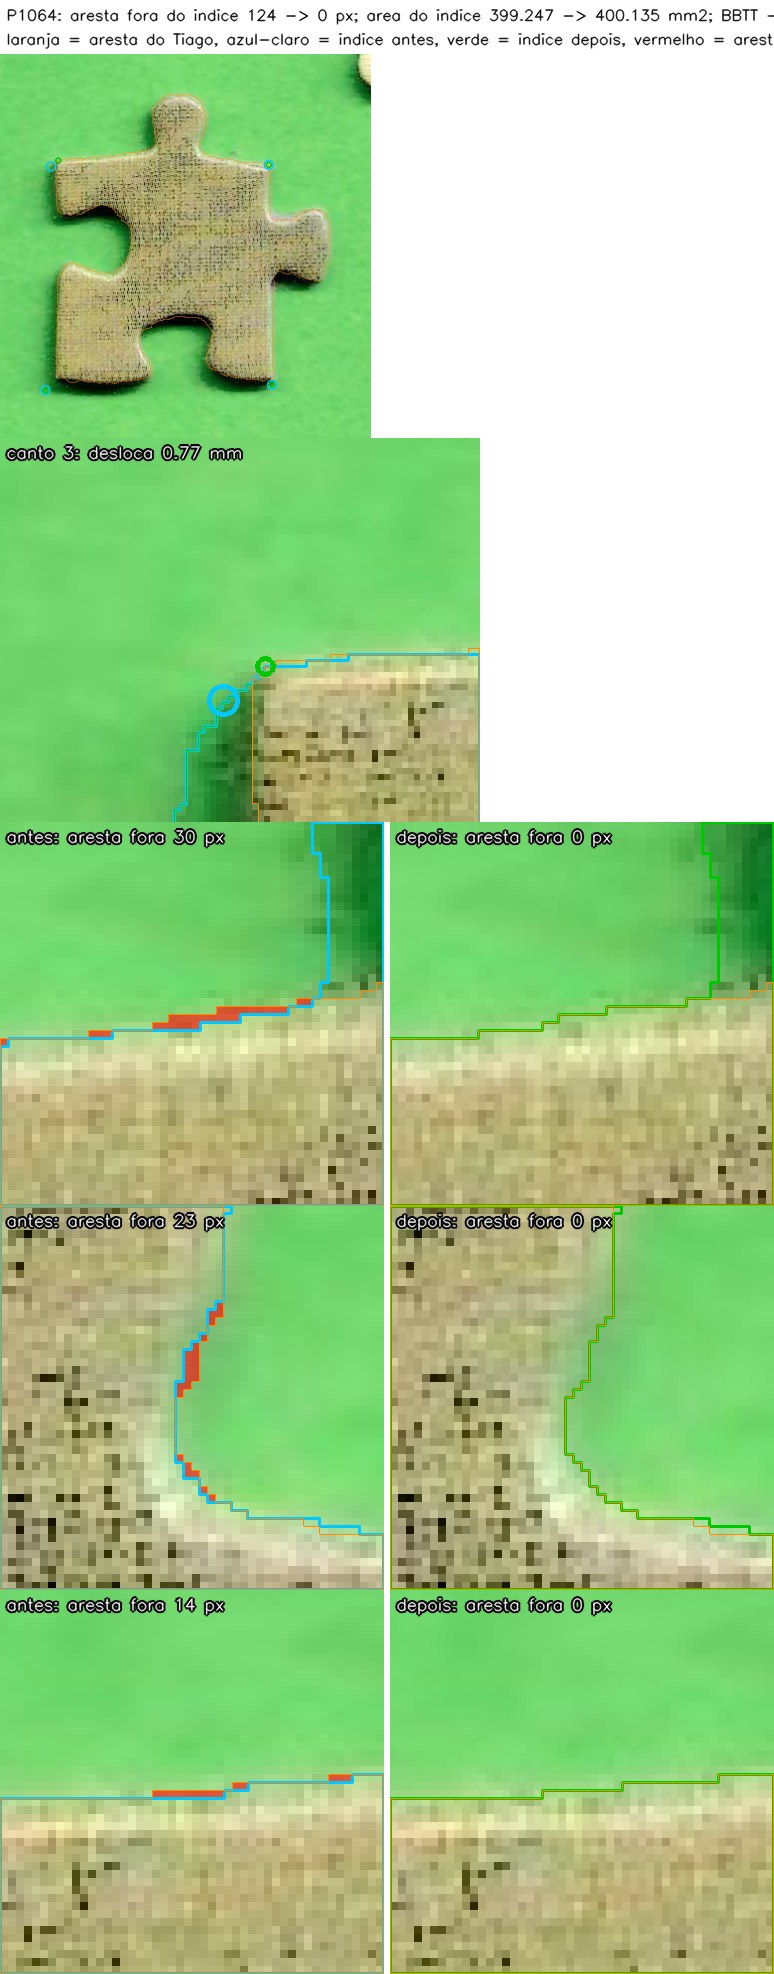 P1064: aresta fora do indice 124 -> 0 px; area do indice 399.247 -> 400.135 mm2; BBTT -
laranja = aresta do Tiago, azul-claro = indice antes, verde = indice depois, vermelho =
canto 3: desloca 0.77 mm
antes: aresta fora 30 px
depois: aresta fora 0 px
antes: aresta fora 23 px
depois: aresta fora 0 px
antes: aresta fora 14 px
depois: aresta fora 0 px